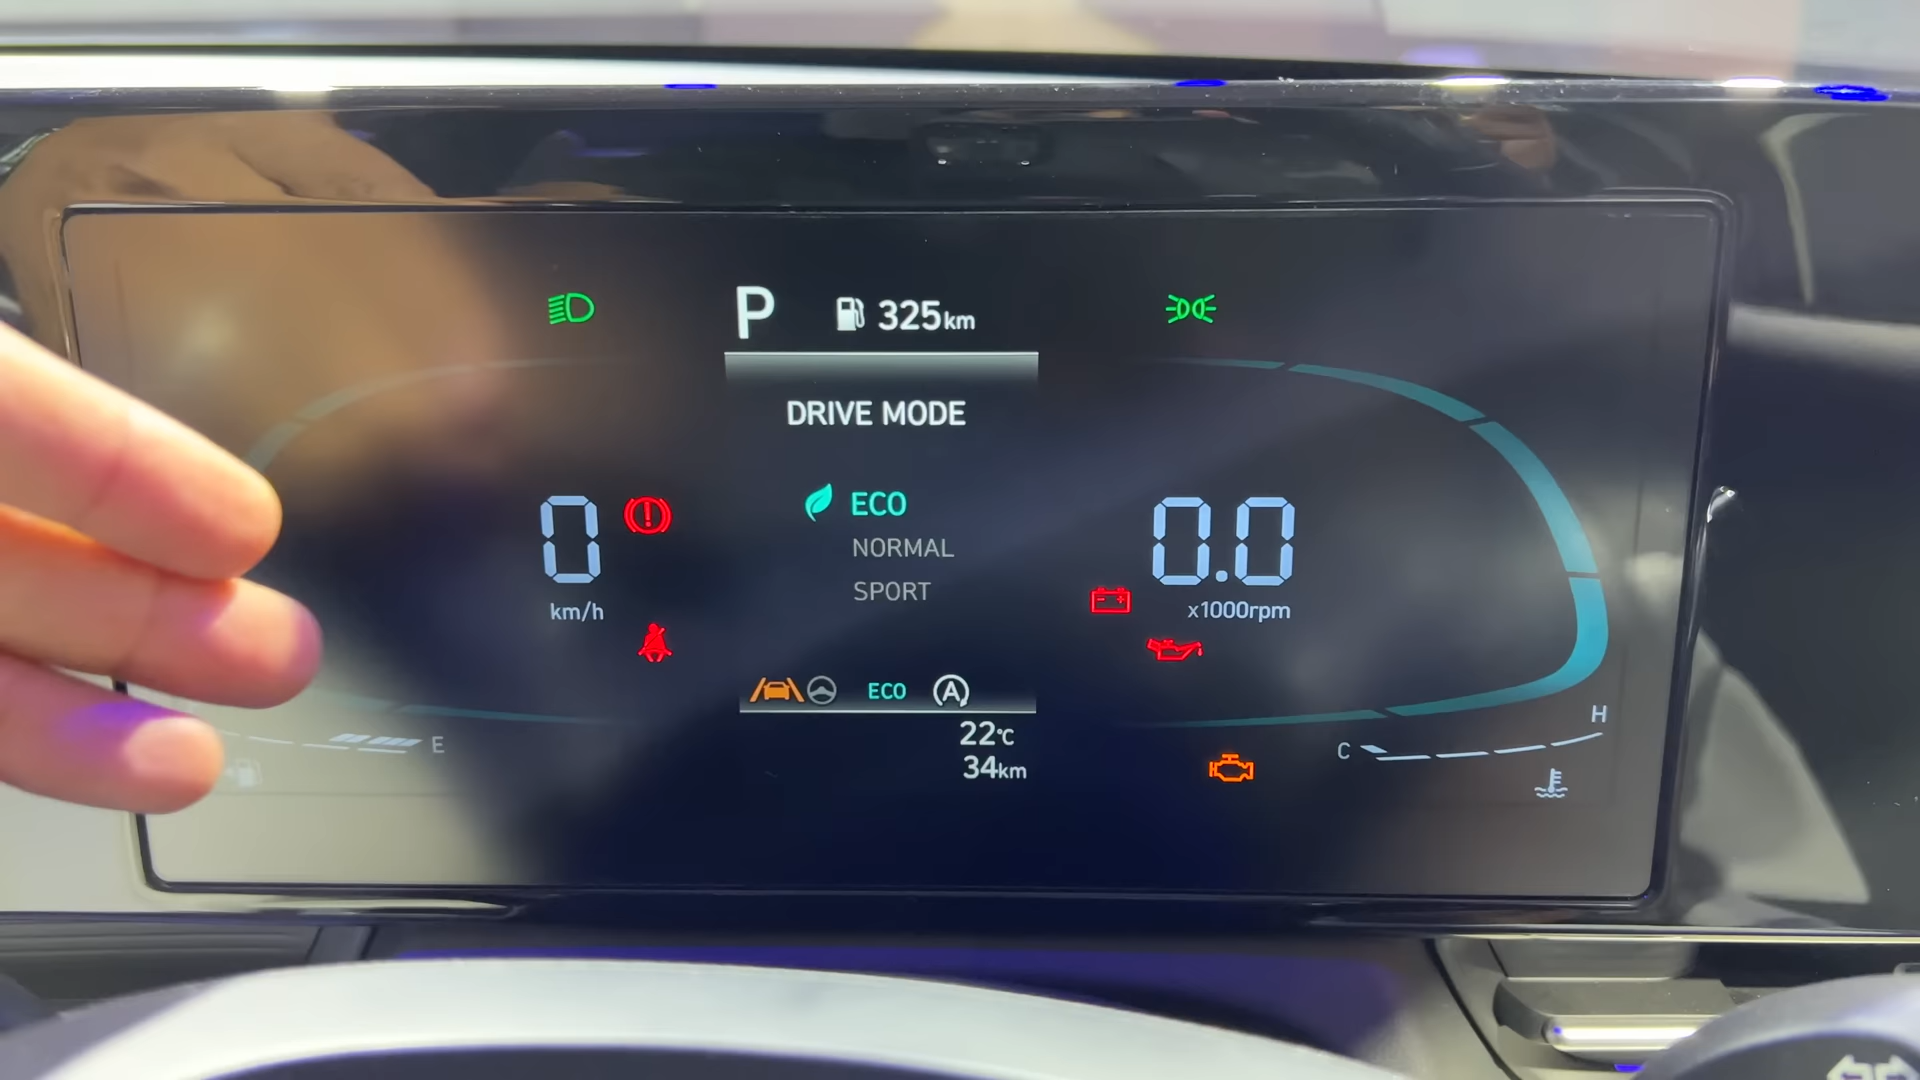 P 325km
DRIVE MODE
ECO
NORMAL
SPORT
0
km/h
0.0
x1000rpm
ECO A
22°C
34km
E
C H